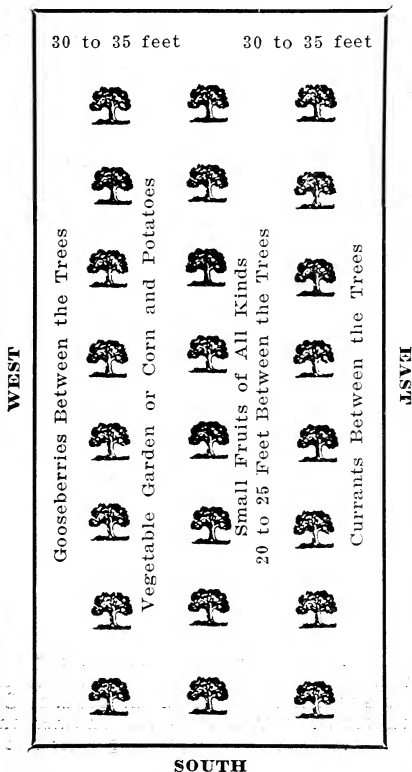 30 to 35 feet
30 to 35 feet
WEST
Gooseberries Between the Trees
Vegetable Garden or Corn and Potatoes
Small Fruits of All Kinds
20 to 25 Feet Between the Trees
Currants Between the Trees
EAST
SOUTH